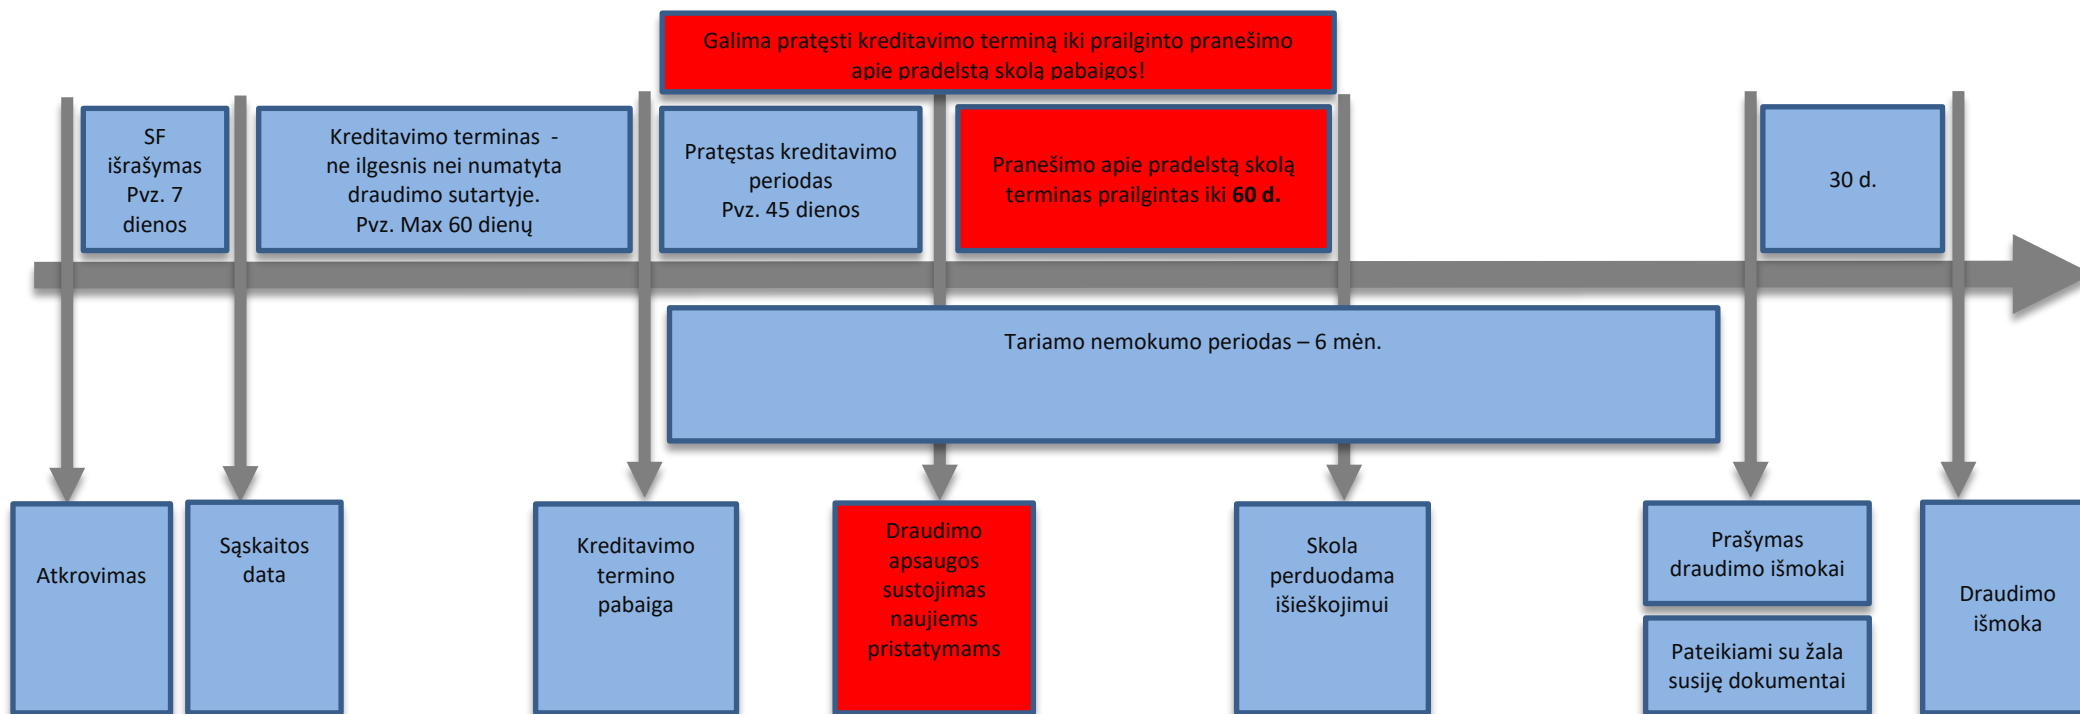 Galima pratęsti kreditavimo terminą iki prailginto pranešimo
apie pradelstą skolą pabaigos!
SF
išrašymas
Pvz. 7
dienos
Kreditavimo terminas -
ne ilgesnis nei numatyta
draudimo sutartyje.
Pvz. Max 60 dienų
Pratęstas kreditavimo
periodas
Pvz. 45 dienos
Pranešimo apie pradelstą skolą
terminas prailgintas iki 60 d.
30 d.
Tariamo nemokumo periodas – 6 mėn.
Atkrovimas
Sąskaitos
data
Kreditavimo
termino
pabaiga
Draudimo
apsaugos
sustojimas
naujiems
pristatymams
Skola
perduodama
išieškojimui
Prašymas
draudimo išmokai
Pateikiami su žala
susiję dokumentai
Draudimo
išmoka